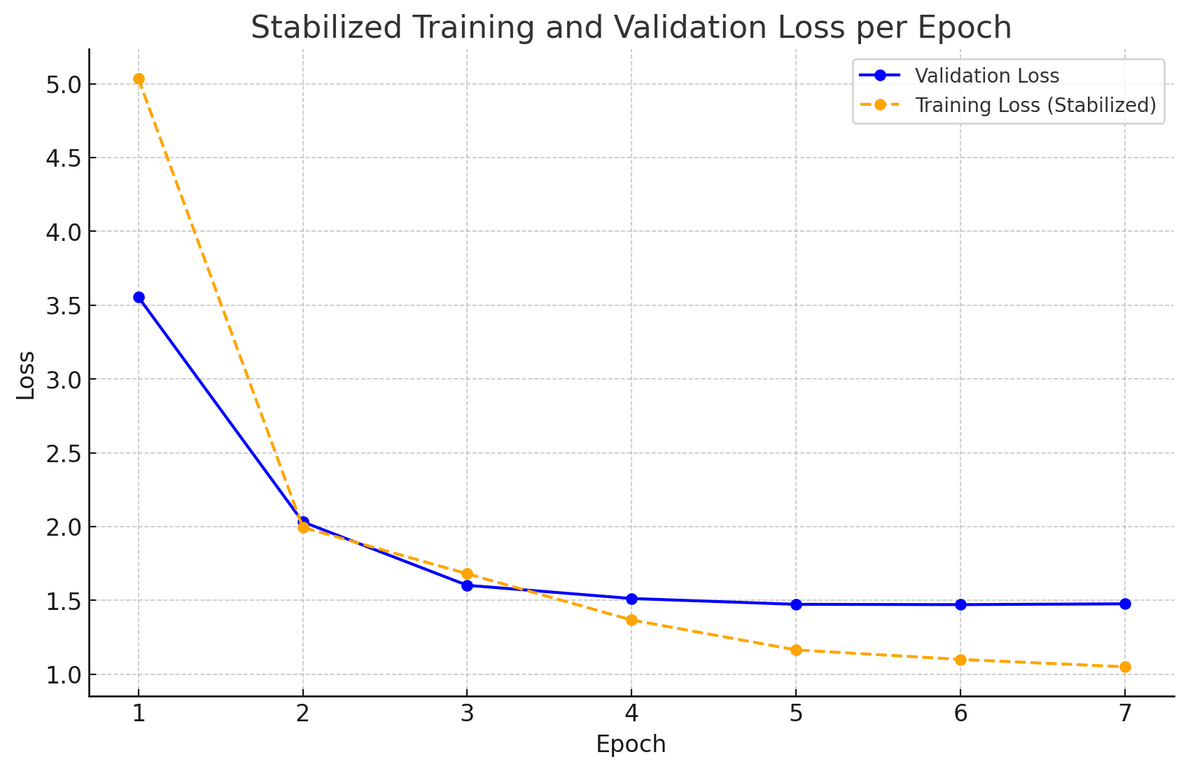 Stabilized Training and Validation Loss per Epoch
Validation Loss
Training Loss (Stabilized)
5.0
4.5
4.0
3.5
3.0
2.5
2.0
1.5
1.0
Loss
1 2 3 4 5 6 7
Epoch